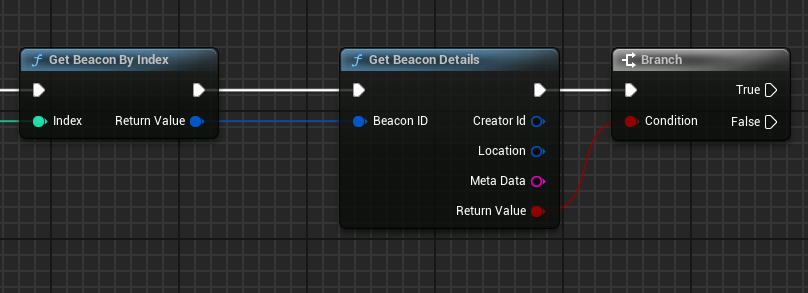 Get Beacon By Index
Index
Return Value
Get Beacon Details
Beacon ID
Creator Id
Location
Meta Data
Return Value
Branch
Condition
True
False